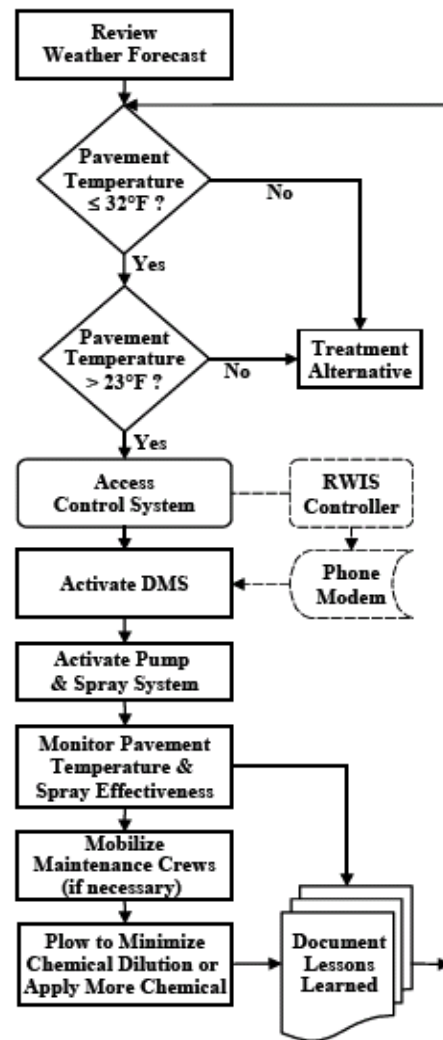 Review
Weather Forecast
Pavement
Temperature
≤ 32°F ?
No
Yes
Pavement
Temperature
> 23°F ?
No
Treatment
Alternative
Yes
Access
Control System
RWIS
Controller
Activate DMS
Phone
Modem
Activate Pump
& Spray System
Monitor Pavement
Temperature &
Spray Effectiveness
Mobilize
Maintenance Crews
(if necessary)
Plow to Minimize
Chemical Dilution or
Apply More Chemical
Document
Lessons
Learned